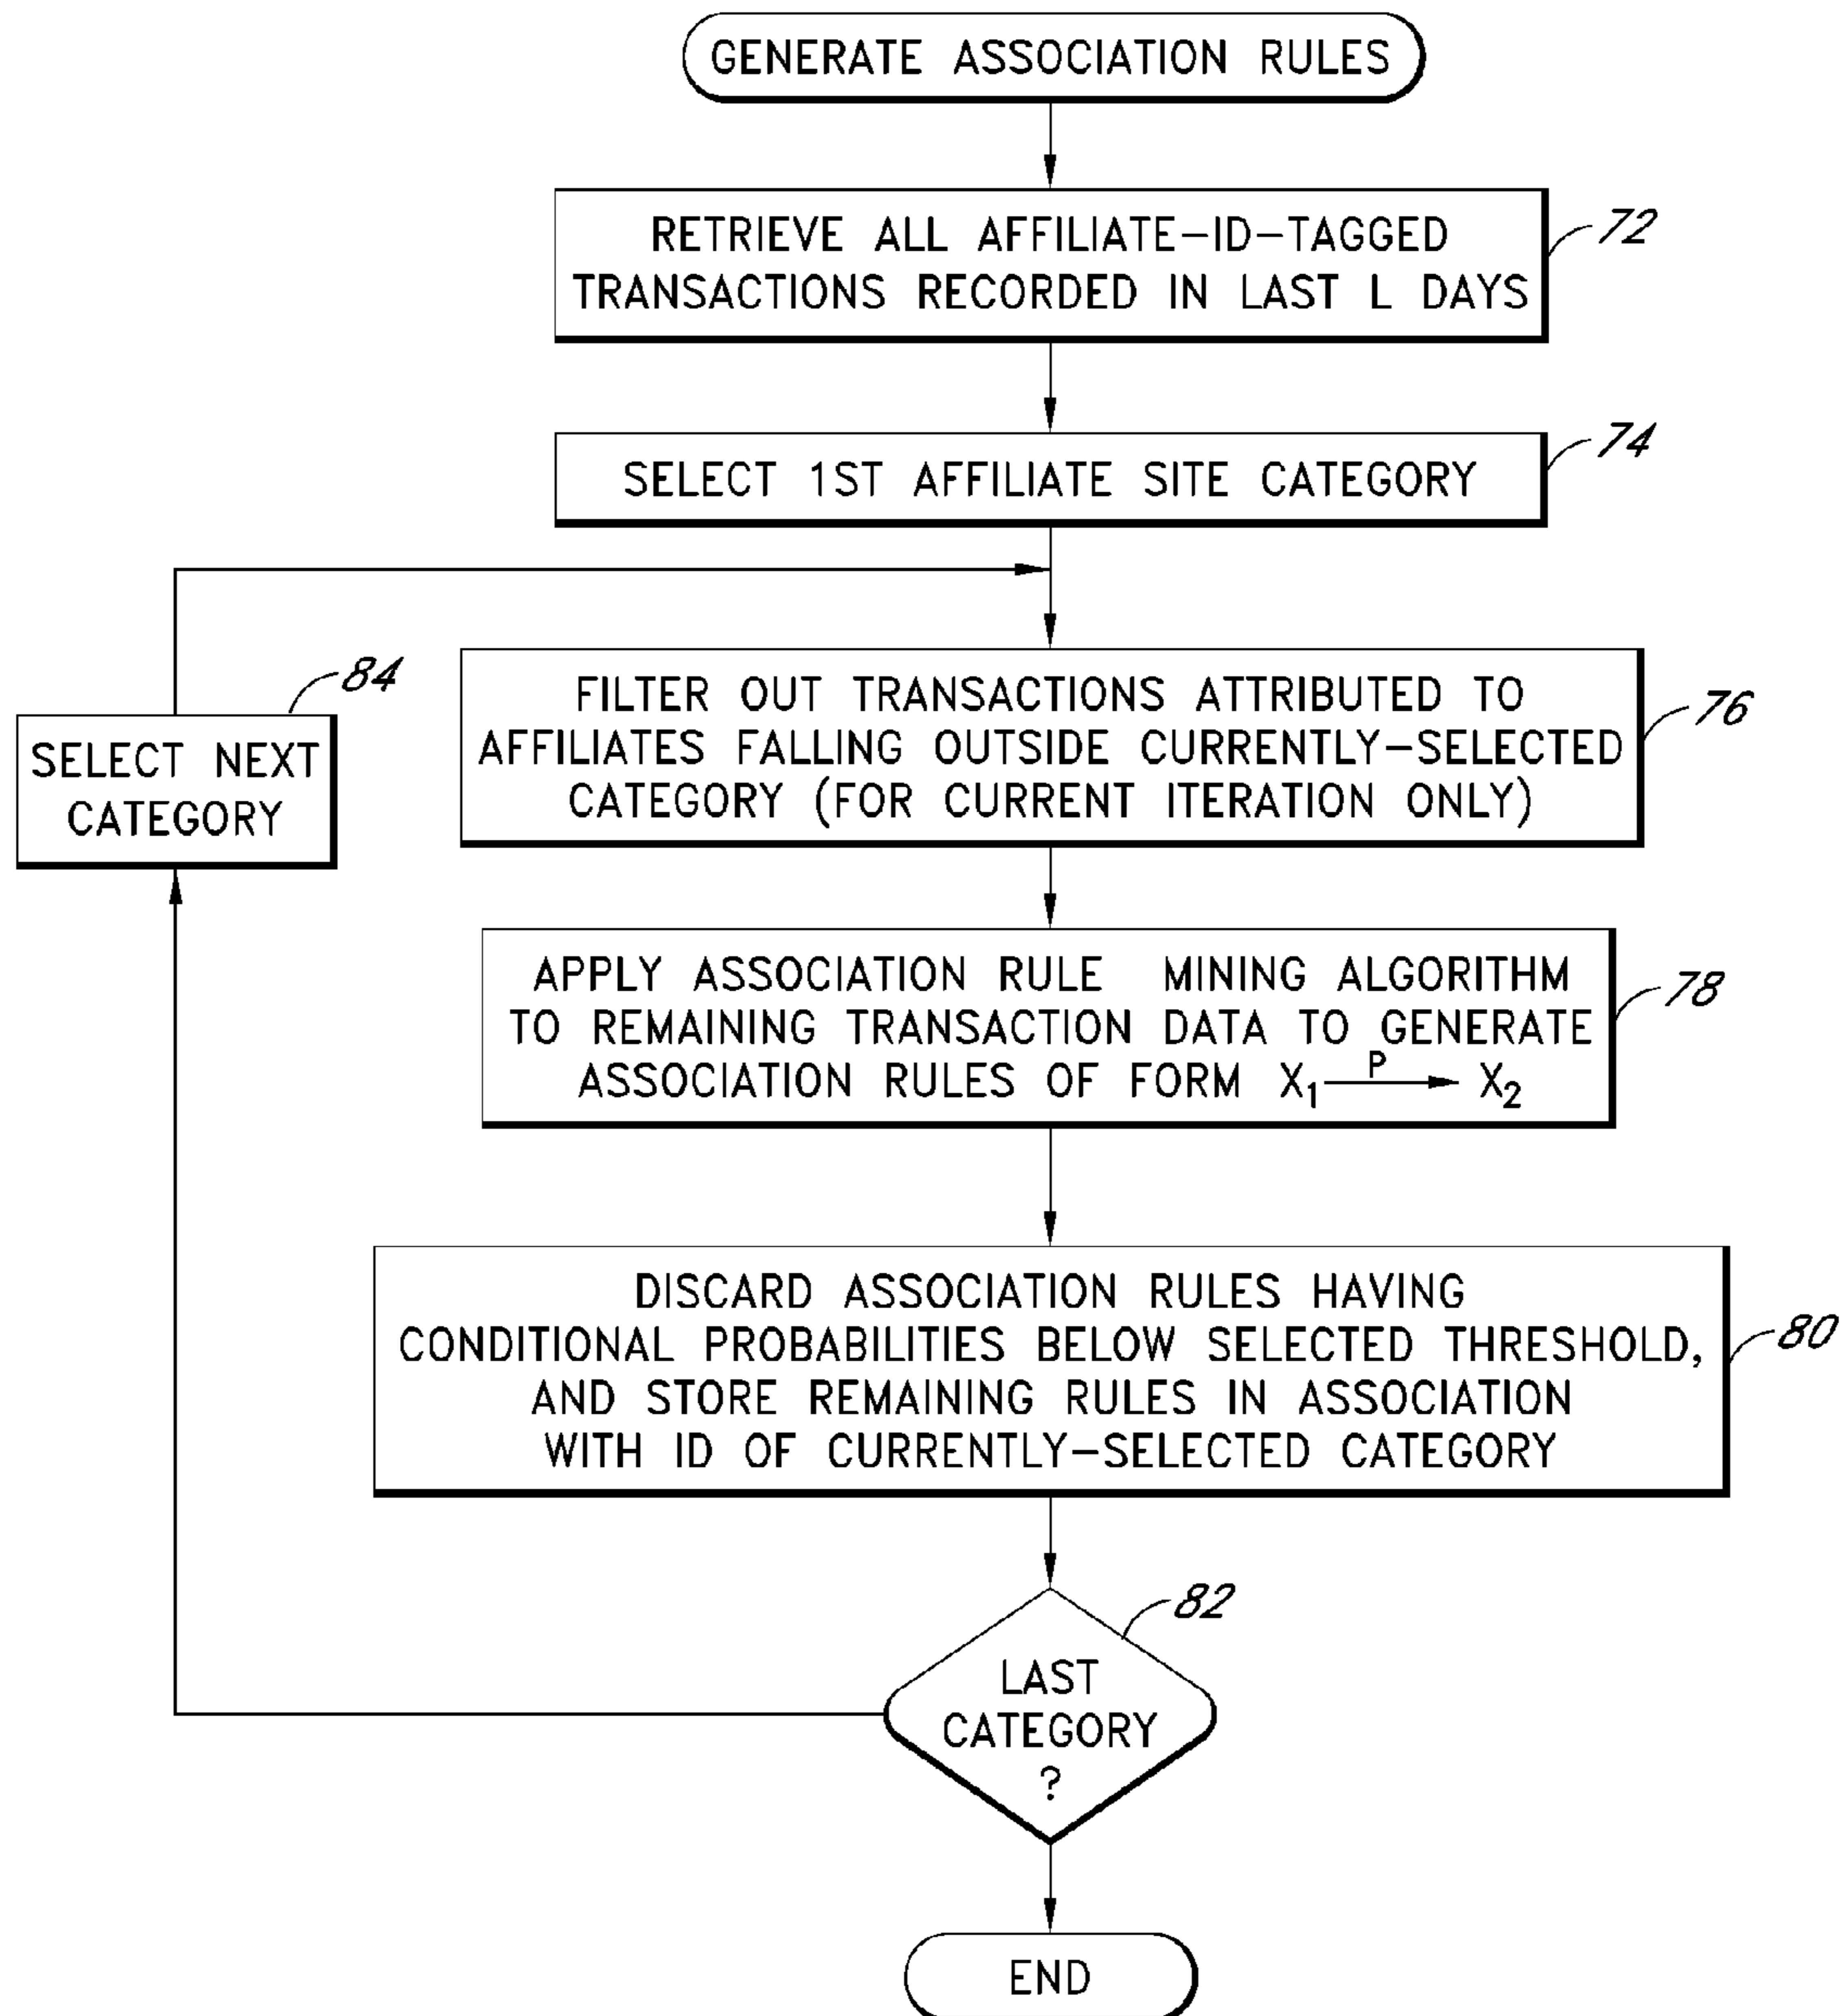 GENERATE ASSOCIATION RULES
RETRIEVE ALL AFFILIATE-ID-TAGGED
TRANSACTIONS RECORDED IN LAST L DAYS
72
SELECT 1ST AFFILIATE SITE CATEGORY
74
84
SELECT NEXT
CATEGORY
FILTER OUT TRANSACTIONS ATTRIBUTED TO
AFFILIATES FALLING OUTSIDE CURRENTLY-SELECTED
CATEGORY (FOR CURRENT ITERATION ONLY)
76
APPLY ASSOCIATION RULE MINING ALGORITHM
TO REMAINING TRANSACTION DATA TO GENERATE
ASSOCIATION RULES OF FORM X₁ —P→ X₂
78
DISCARD ASSOCIATION RULES HAVING
CONDITIONAL PROBABILITIES BELOW SELECTED THRESHOLD,
AND STORE REMAINING RULES IN ASSOCIATION
WITH ID OF CURRENTLY-SELECTED CATEGORY
80
82
LAST
CATEGORY
?
END